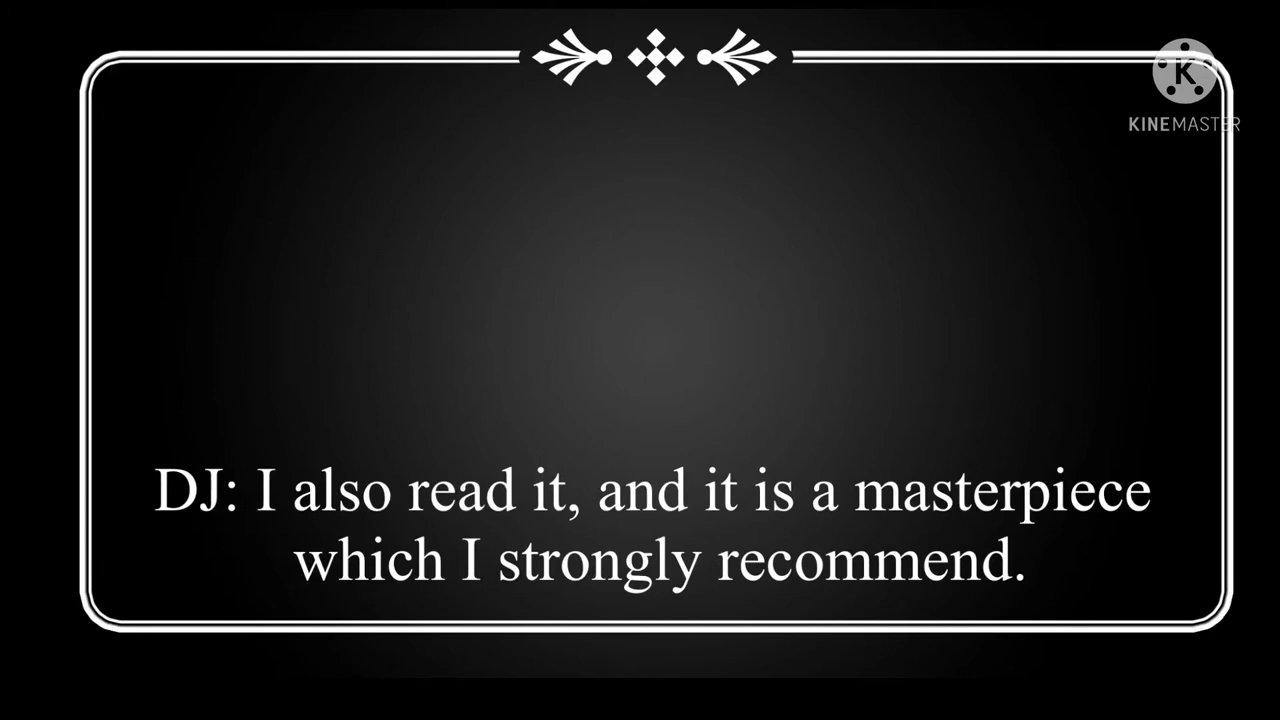 K
KINEMASTER
DJ: I also read it, and it is a masterpiece
which I strongly recommend.